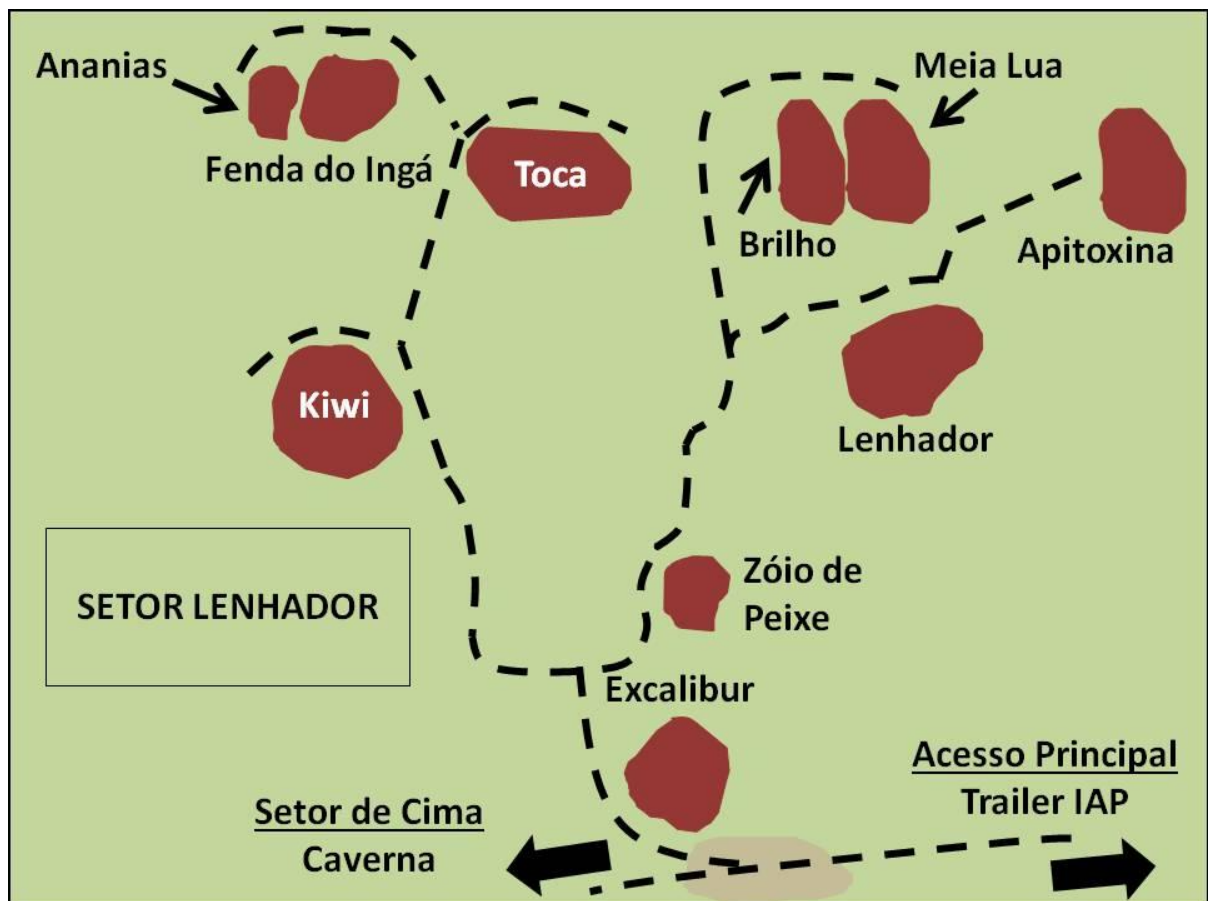 Ananias
Meia Lua
Fenda do Ingá
Toca
Brilho
Apitoxina
Kiwi
Lenhador
SETOR LENHADOR
Zóio de
Peixe
Excalibur
Acesso Principal
Trailer IAP
Setor de Cima
Caverna